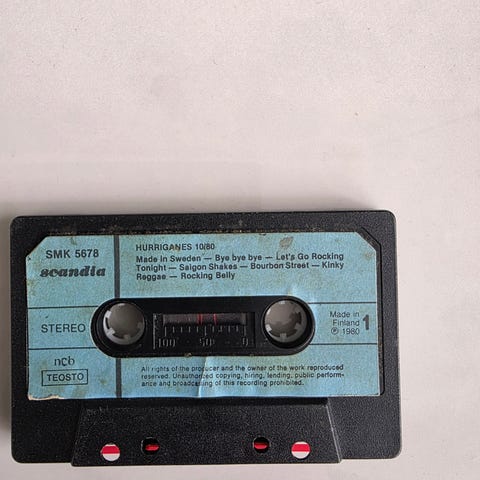 SMK 5678
scandia
HURRIGANES 10/80
Made in Sweden — Bye bye bye — Let's Go Rocking
Tonight — Saigon Shakes — Bourbon Street — Kinky
Reggae — Rocking Belly
STEREO
100 50 0
Made in
Finland
℗ 1980
1
ncb
TEOSTO
All rights of the producer and the owner of the work reproduced
reserved. Unauthorized copying, hiring, lending, public perform-
ance and broadcasting of this recording prohibited.